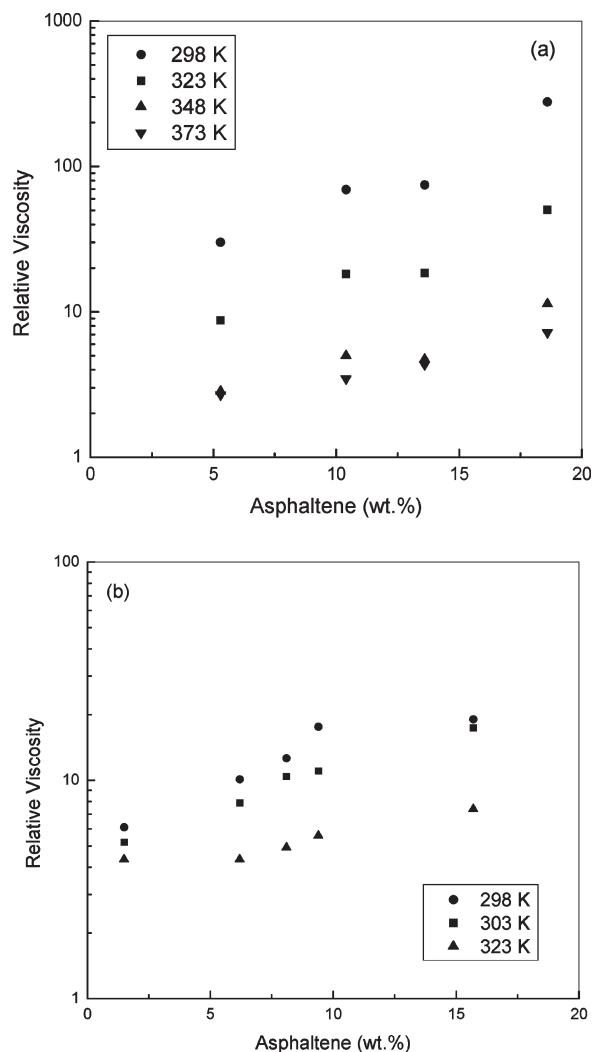 1000
(a)
298 K
323 K
348 K
373 K
100
10
1
Relative Viscosity
0 5 10 15 20
Asphaltene (wt.%)
100
(b)
10
1
Relative Viscosity
298 K
303 K
323 K
0 5 10 15 20
Asphaltene (wt.%)